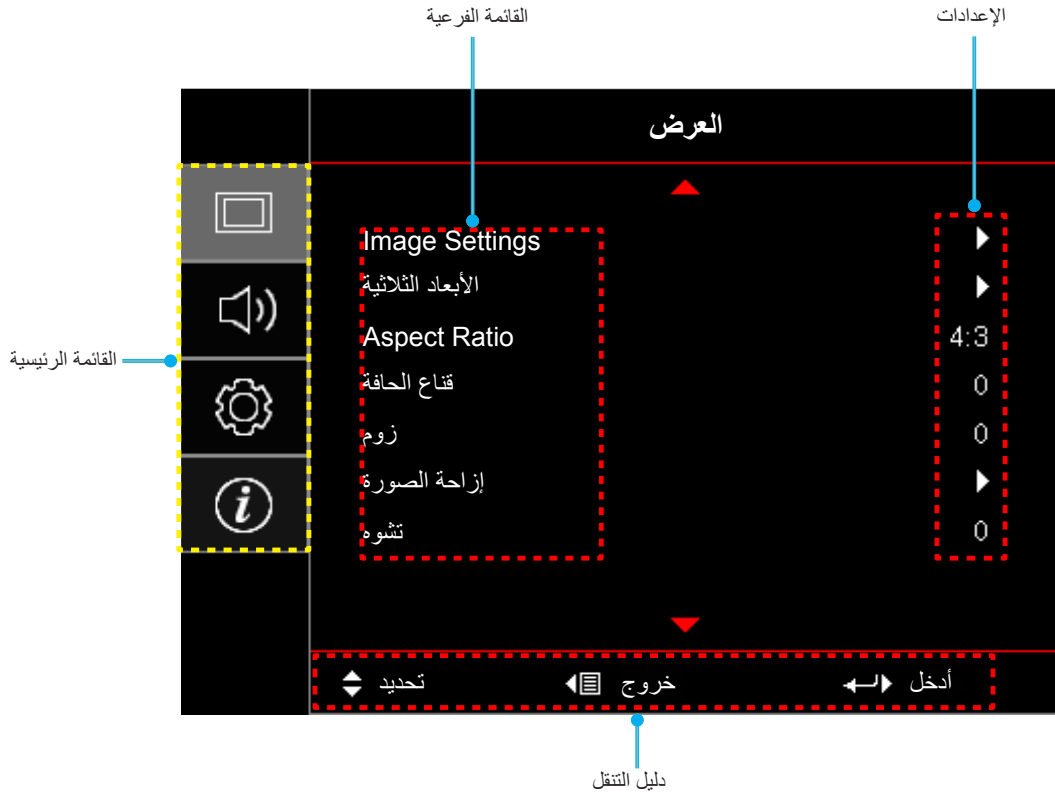 القائمة الفرعية
الإعدادات
العرض
Image Settings
الأبعاد الثلاثية
Aspect Ratio
4:3
القائمة الرئيسية
قناع الحافة
0
زوم
0
إزاحة الصورة
تشوه
0
تحديد
خروج
أدخل
دليل التنقل